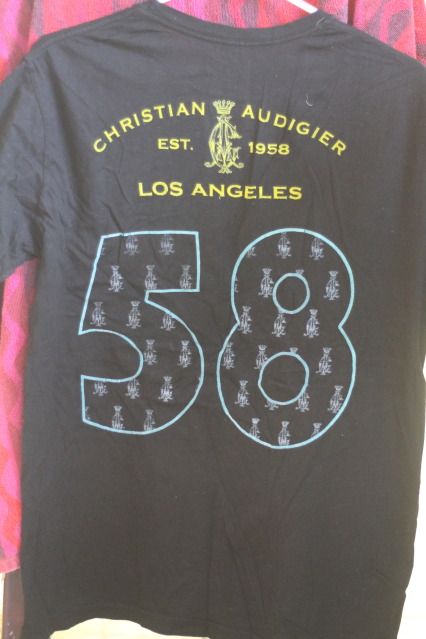 CHRISTIAN AUDIGIER
EST. 1958
LOS ANGELES
58